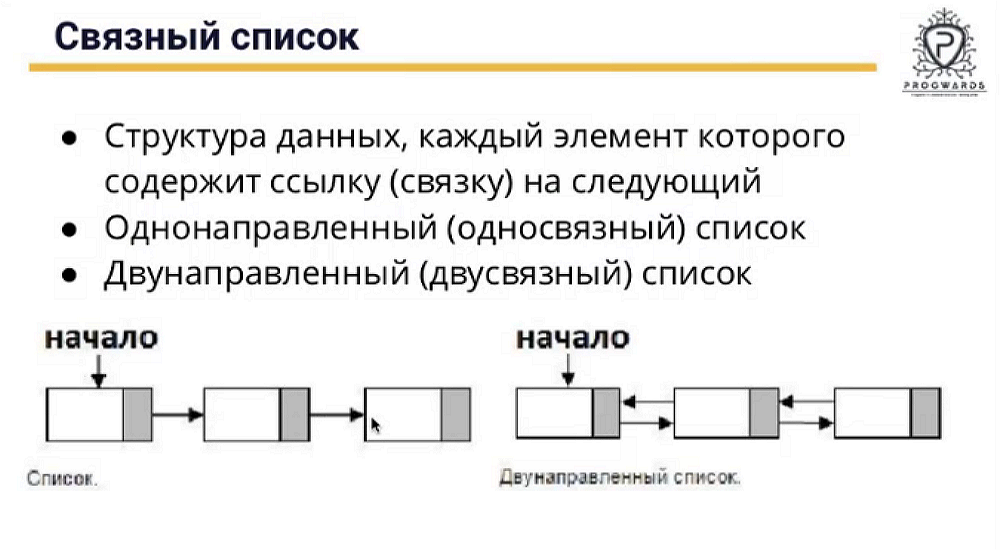 Связный список
PROGWARDS
● Структура данных, каждый элемент которого
содержит ссылку (связку) на следующий
● Однонаправленный (односвязный) список
● Двунаправленный (двусвязный) список
начало
начало
Список.
Двунаправленный список.